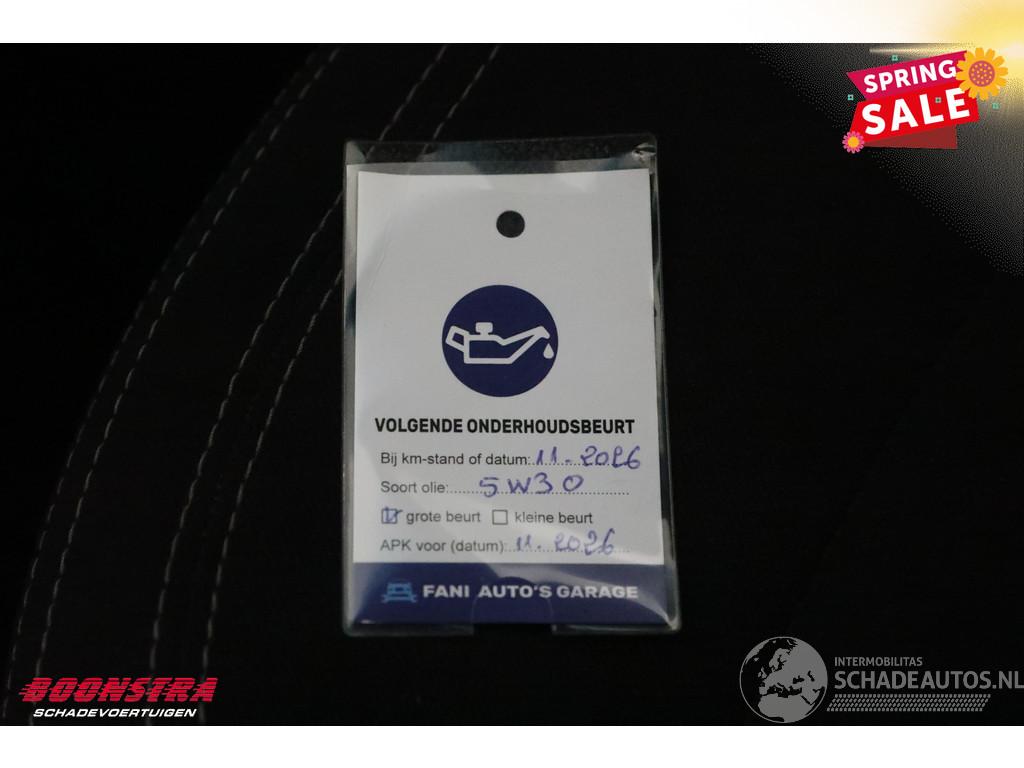 SPRING
SALE
VOLGENDE ONDERHOUDSBEURT
Bij km-stand of datum: 11-2026
Soort olie: 5W30
grote beurt kleine beurt
APK voor (datum): 11-2026
FANI AUTO'S GARAGE
BOONSTRA
SCHADEVOERTUIGEN
INTERMOBILITAS
SCHADEAUTOS.NL